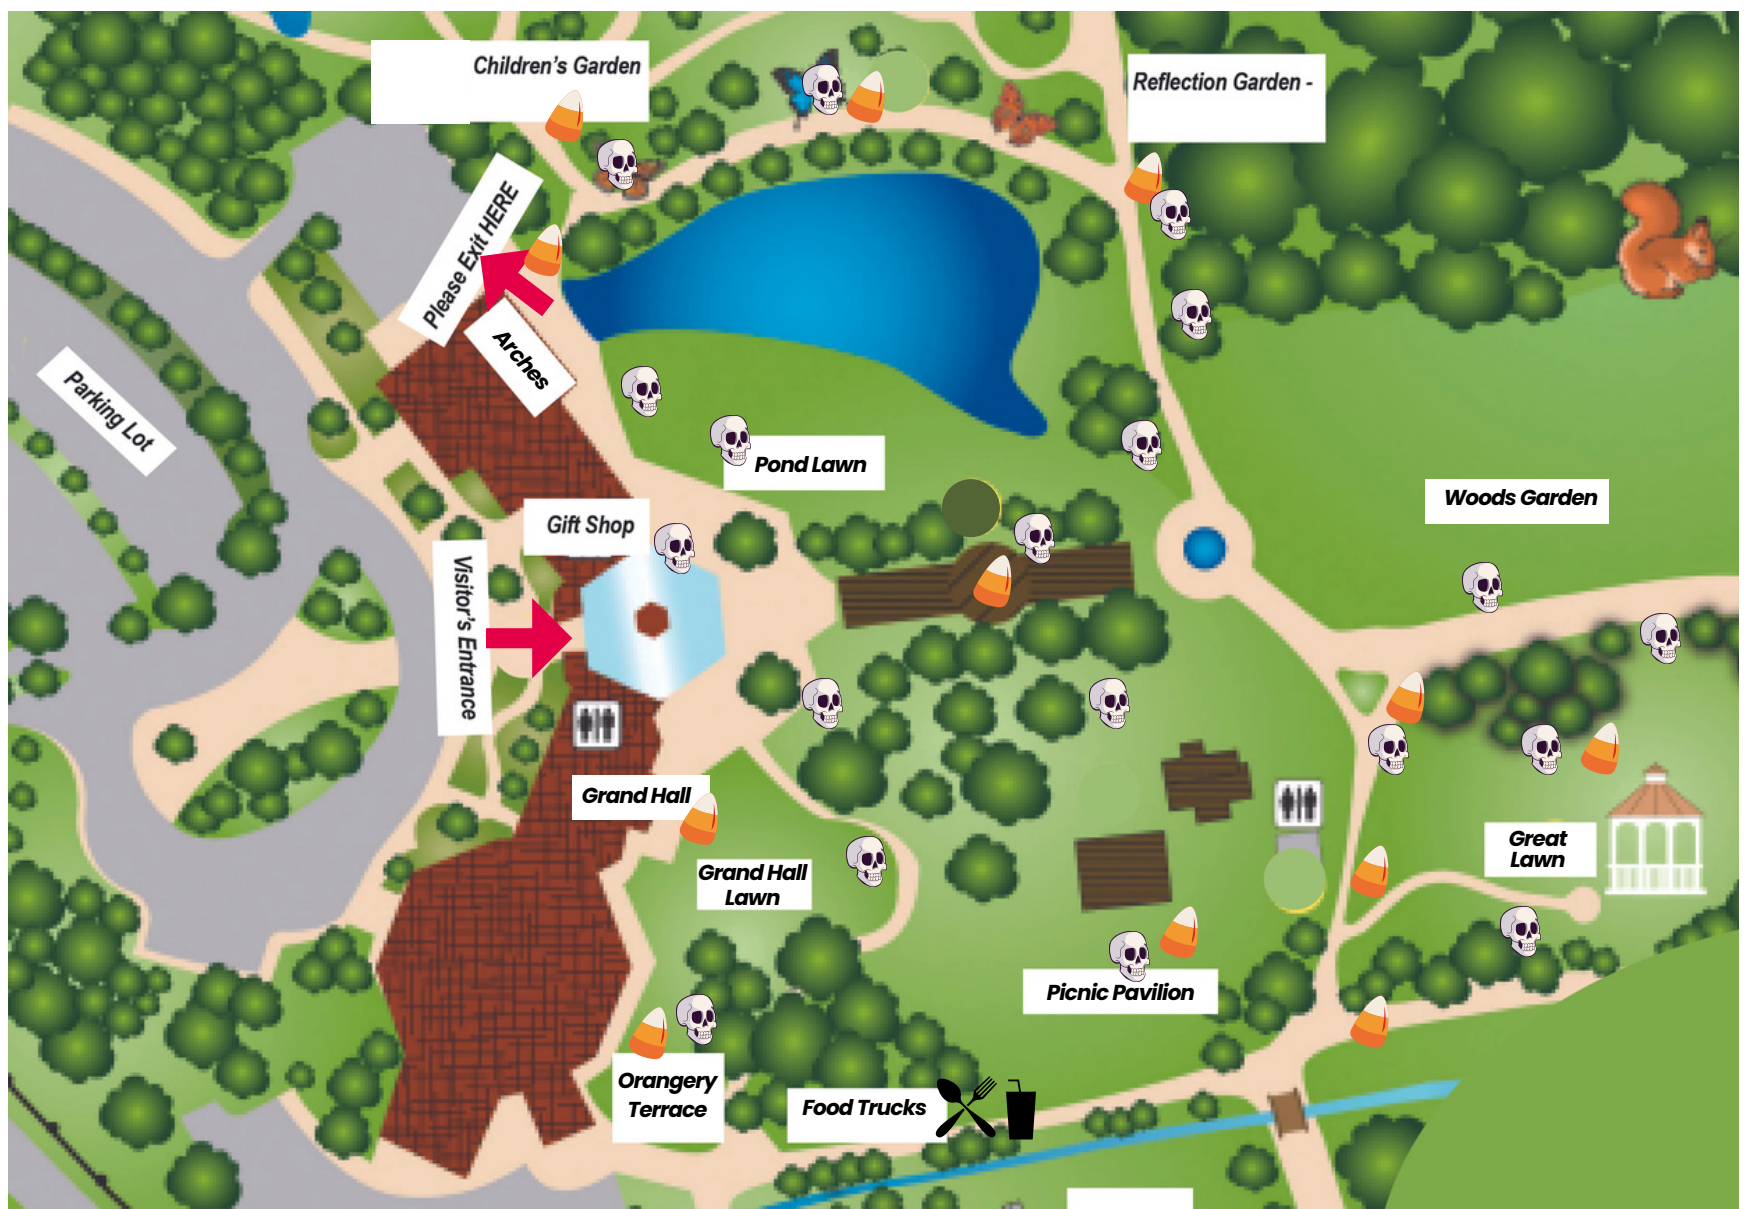 Children's Garden
Reflection Garden -
Please Exit HERE
Arches
Parking Lot
Pond Lawn
Woods Garden
Gift Shop
Visitor's Entrance
Grand Hall
Grand Hall
Lawn
Great
Lawn
Picnic Pavilion
Orangery
Terrace
Food Trucks